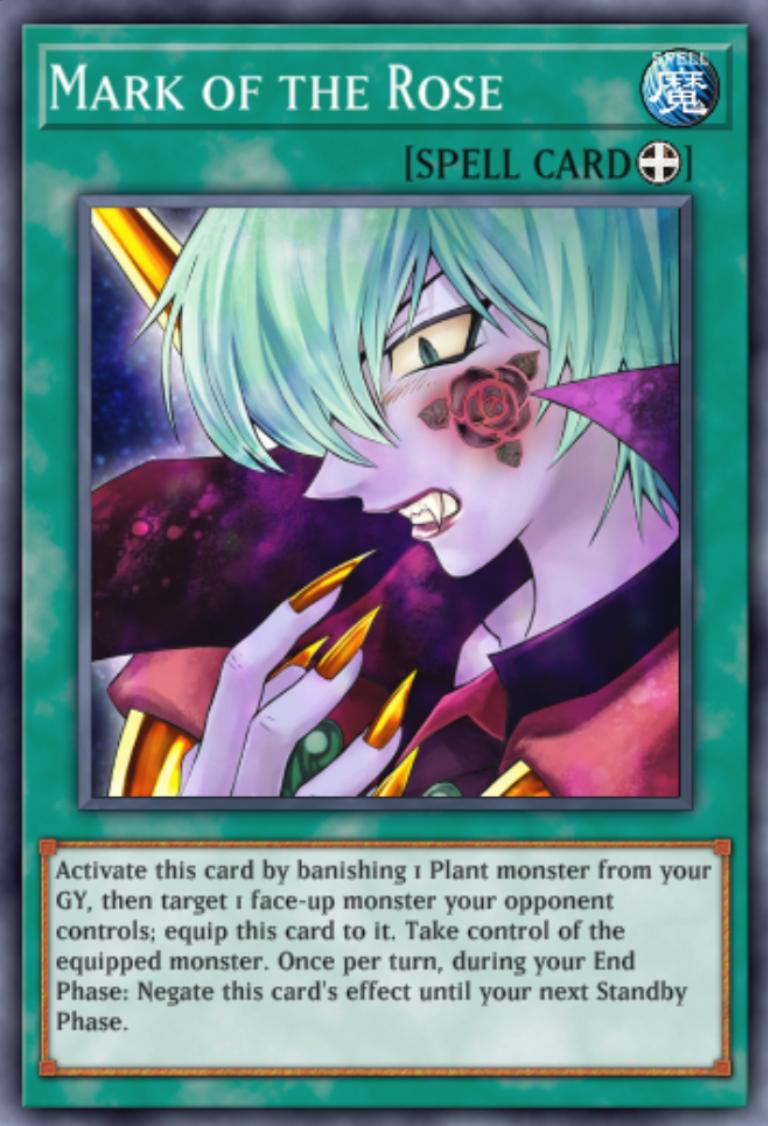 MARK OF THE ROSE
SPELL
魔
[SPELL CARD]
Activate this card by banishing 1 Plant monster from your
GY, then target 1 face-up monster your opponent
controls; equip this card to it. Take control of the
equipped monster. Once per turn, during your End
Phase: Negate this card's effect until your next Standby
Phase.